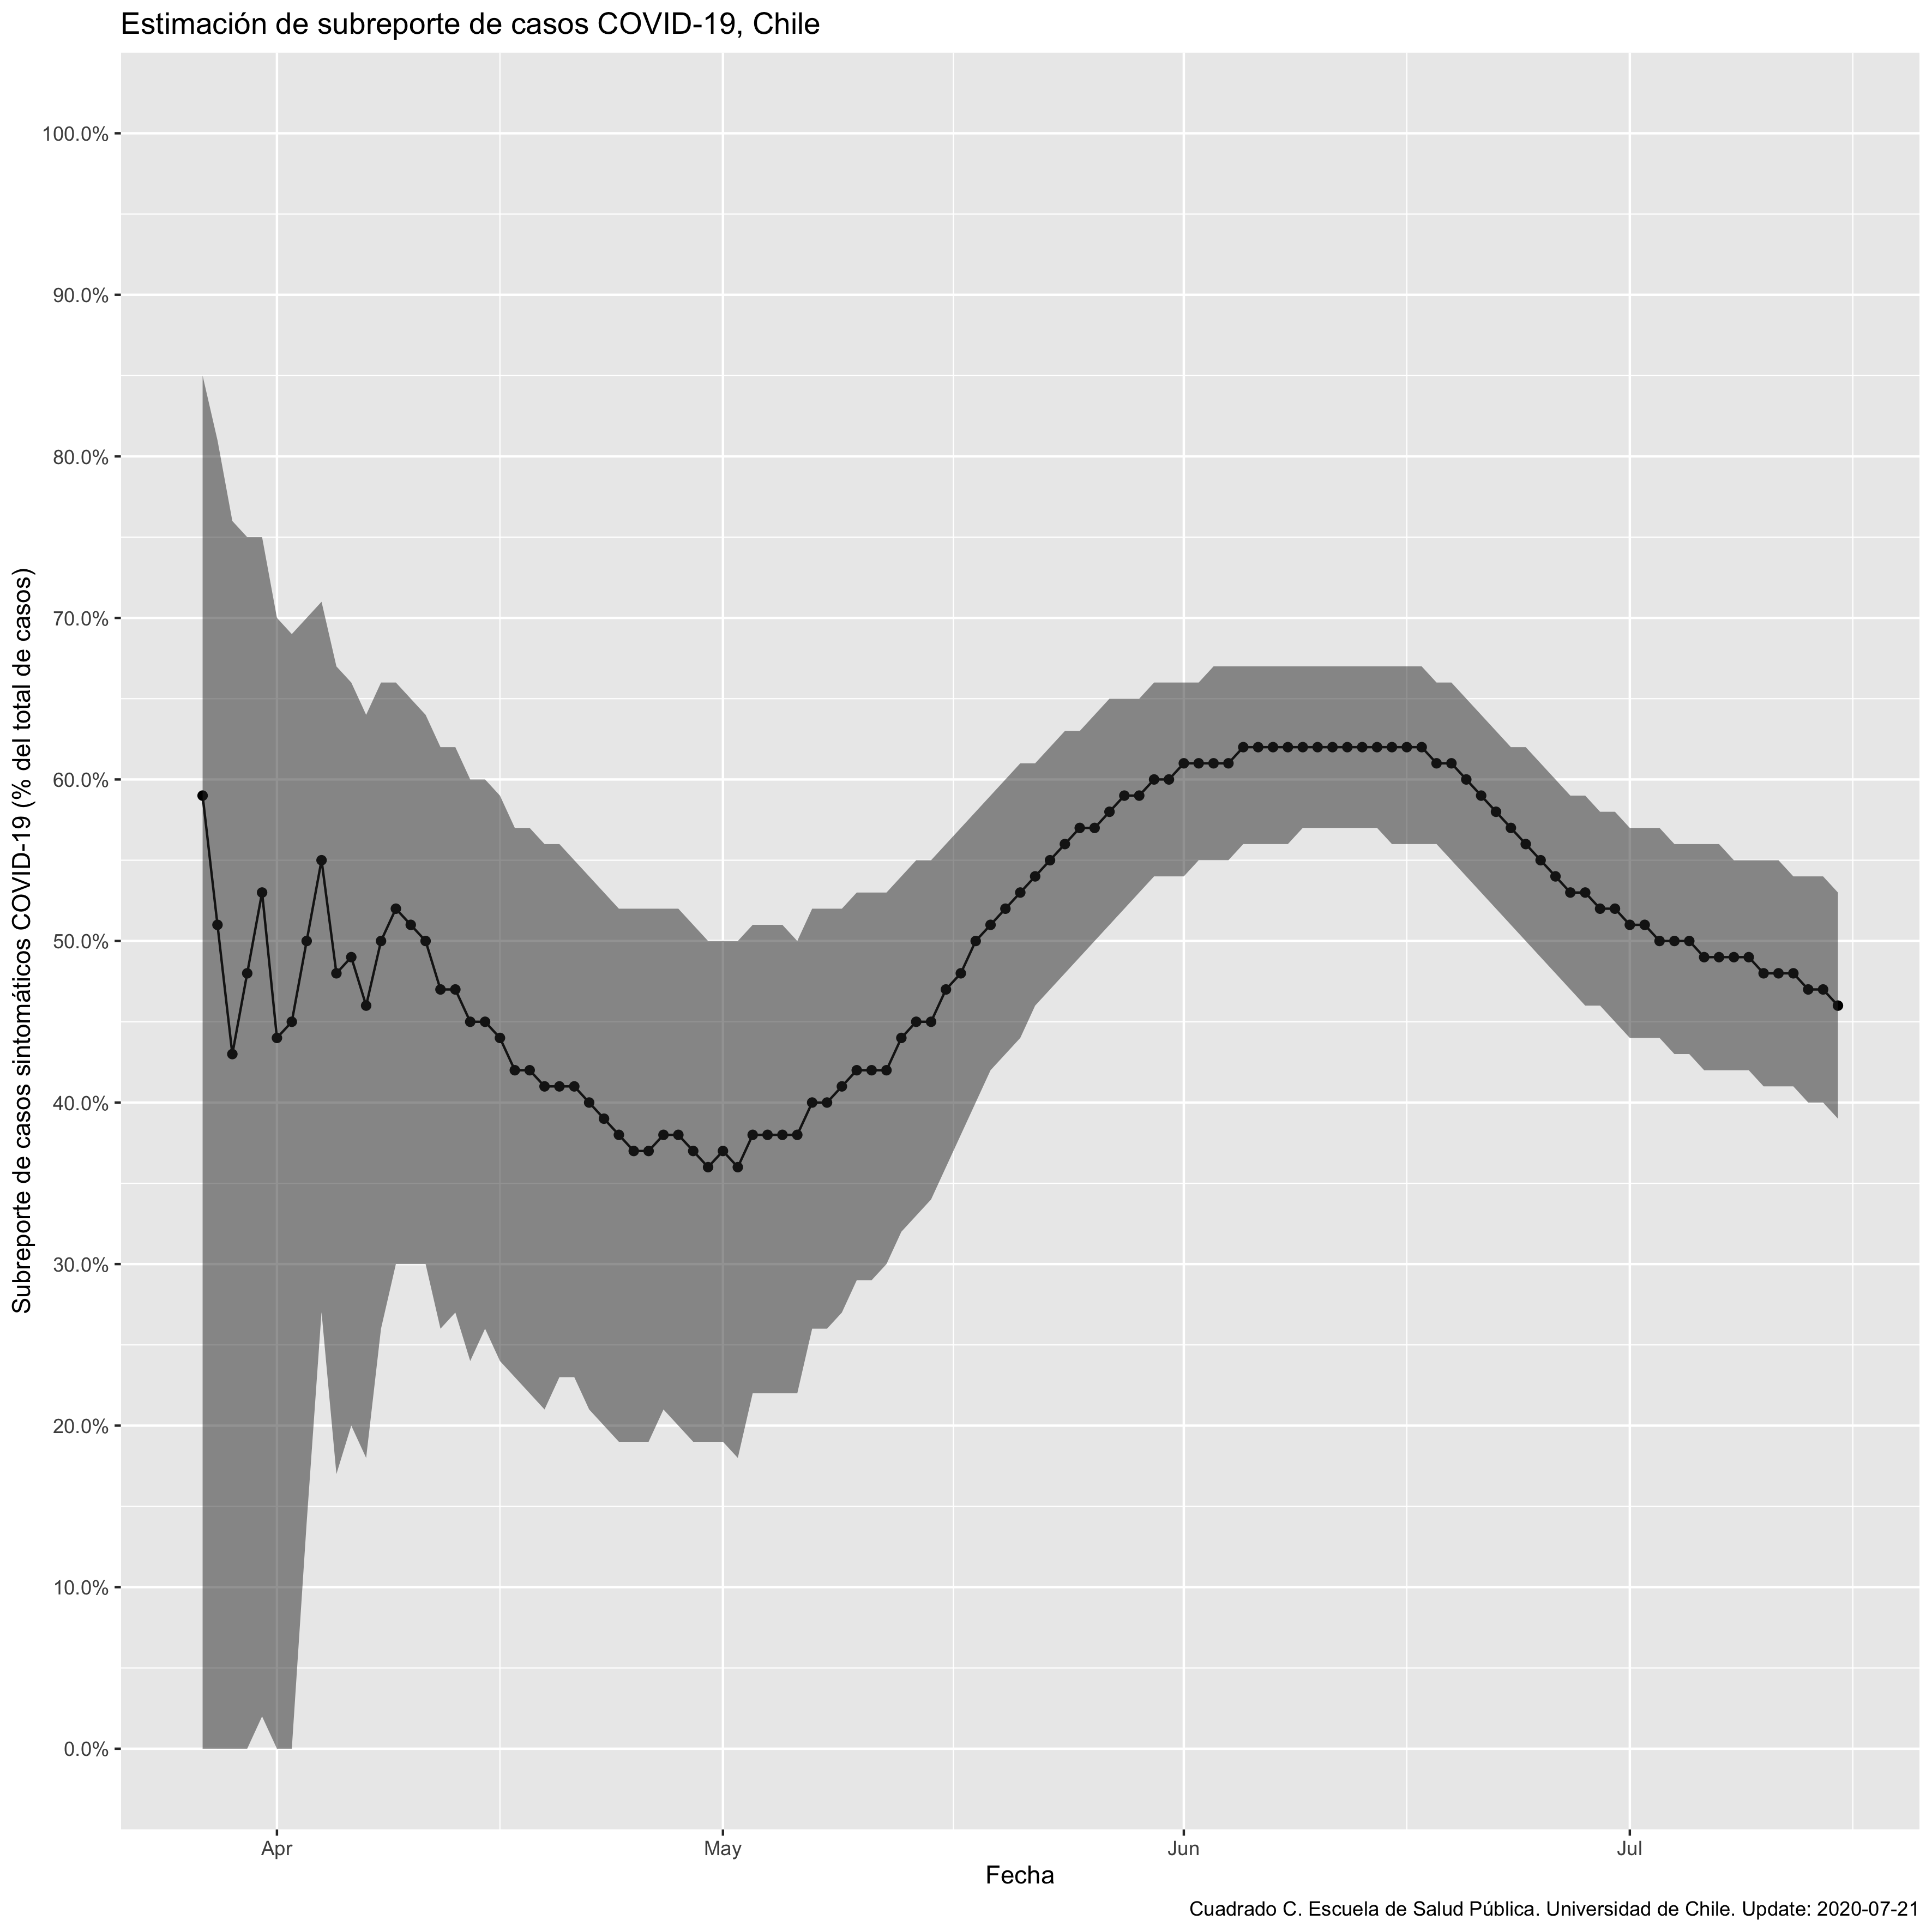 Estimación de subreporte de casos COVID-19, Chile
Subreporte de casos sintomáticos COVID-19 (% del total de casos)
100.0%
90.0%
80.0%
70.0%
60.0%
50.0%
40.0%
30.0%
20.0%
10.0%
0.0%
Apr May Jun Jul
Fecha
Cuadrado C. Escuela de Salud Pública. Universidad de Chile. Update: 2020-07-21